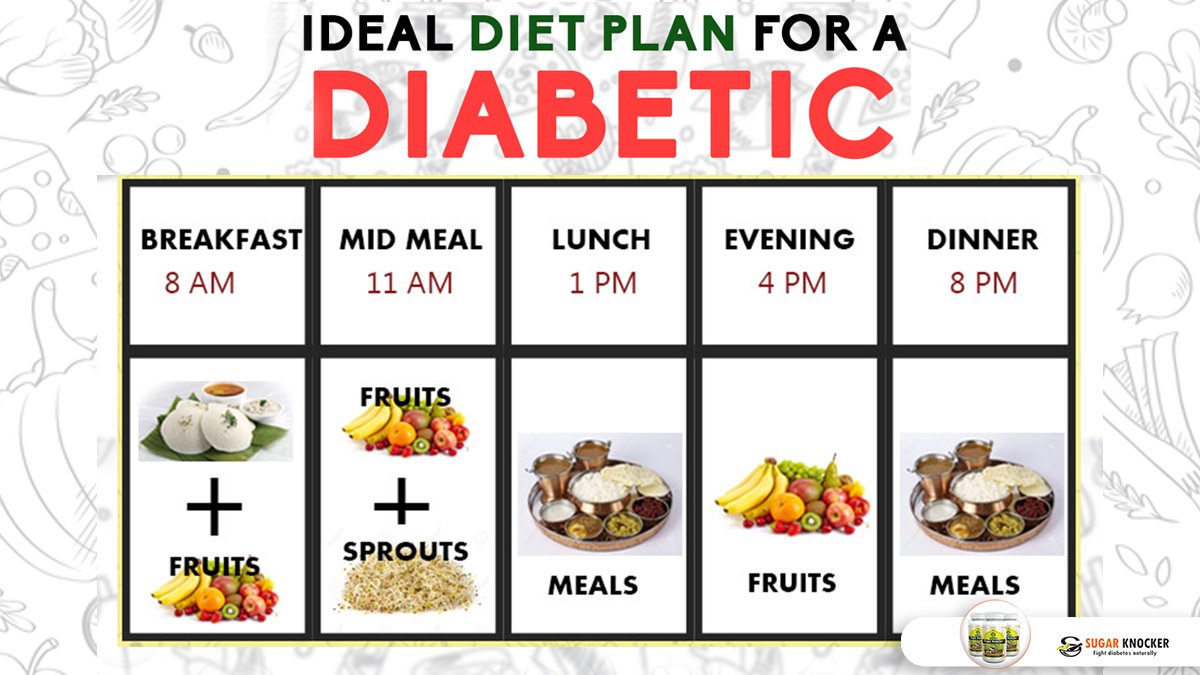 IDEAL DIET PLAN FOR A
DIABETIC
BREAKFAST
8 AM
MID MEAL
11 AM
LUNCH
1 PM
EVENING
4 PM
DINNER
8 PM
+
FRUITS
FRUITS
+
SPROUTS
MEALS
FRUITS
MEALS
SUGAR KNOCKER
Fight diabetes naturally